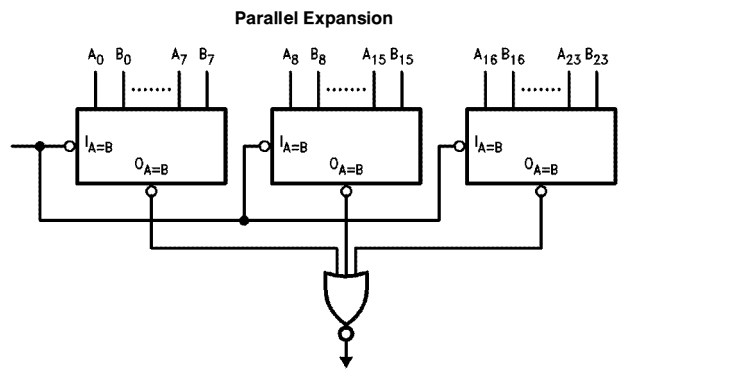 Parallel Expansion
A0 B0 ........ A7 B7
A8 B8 ........ A15 B15
A16 B16 ........ A23 B23
IA=B
OA=B
IA=B
OA=B
IA=B
OA=B